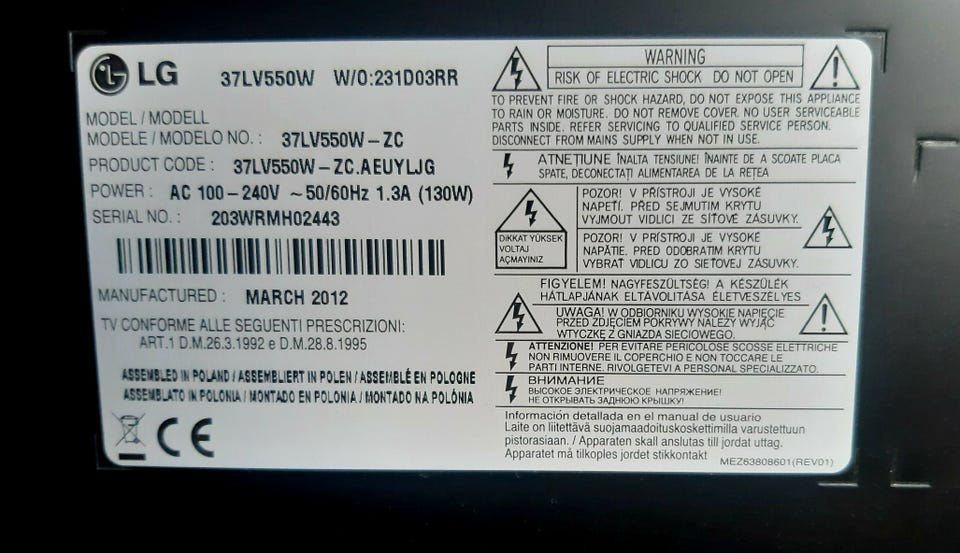 LG 37LV550W W/O:231D03RR
MODEL / MODELL
MODELE / MODELO NO. : 37LV550W-ZC
PRODUCT CODE : 37LV550W-ZC.AEUYLJG
POWER : AC 100-240V ~50/60Hz 1.3A (130W)
SERIAL NO. : 203WRMH02443
MANUFACTURED : MARCH 2012
TV CONFORME ALLE SEGUENTI PRESCRIZIONI:
ART.1 D.M.26.3.1992 e D.M.28.8.1995
ASSEMBLED IN POLAND / ASSEMBLIERT IN POLEN / ASSEMBLÉ EN POLOGNE
ASSEMBLATO IN POLONIA / MONTADO EN POLONIA / MONTADO NA POLÓNIA
CE
WARNING
RISK OF ELECTRIC SHOCK DO NOT OPEN
TO PREVENT FIRE OR SHOCK HAZARD, DO NOT EXPOSE THIS APPLIANCE
TO RAIN OR MOISTURE. DO NOT REMOVE COVER. NO USER SERVICEABLE
PARTS INSIDE. REFER SERVICING TO QUALIFIED SERVICE PERSON.
DISCONNECT FROM MAINS SUPPLY WHEN NOT IN USE.
ATNEŢIUNE ÎNALTA TENSIUNE! ÎNAINTE DE A SCOATE PLACA
SPATE, DECONECTAŢI ALIMENTAREA DE LA REŢEA
DIKKAT YÜKSEK
VOLTAJ
AÇMAYINIZ
POZOR! V PŘÍSTROJI JE VYSOKÉ
NAPETÍ. PŘED SEJMUTIM KRYTU
VYJMOUT VIDLICI ZE SÍTOVÉ ZÁSUVKY.
POZOR! V PRÍSTROJI JE VYSOKÉ
NAPÄTIE. PRED ODOBRATIM KRYTU
VYBRAŤ VIDLICU ZO SIEŤOVEJ ZÁSUVKY.
FIGYELEM! NAGYFESZÜLTSÉG! A KÉSZÜLÉK
HÁTLAPJÁNAK ELTÁVOLÍTÁSA ÉLETVESZÉLYES
UWAGA! W ODBIORNIKU WYSOKIE NAPIĘCIE
PRZED ZDJĘCIEM POKRYWY NALEŻY WYJĄĆ
WTYCZKĘ Z GNIAZDA SIECIOWEGO.
ATTENZIONE! PER EVITARE PERICOLOSE SCOSSE ELETTRICHE
NON RIMUOVERE IL COPERCHIO E NON TOCCARE LE
PARTI INTERNE. RIVOLGETEVI A PERSONAL SPECIALIZZATO.
ВНИМАНИЕ
ВЫСОКОЕ ЭЛЕКТРИЧЕСКОЕ НАПРЯЖЕНИЕ!
НЕ ОТКРЫВАТЬ ЗАДНЮЮ КРЫШКУ!
Información detallada en el manual de usuario
Laite on liitettävä suojamaadoituskoskettimilla varustettuun
pistorasiaan. / Apparaten skall anslutas till jordat uttag.
Apparatet må tilkoples jordet stikkontakt
MEZ63808601(REV01)